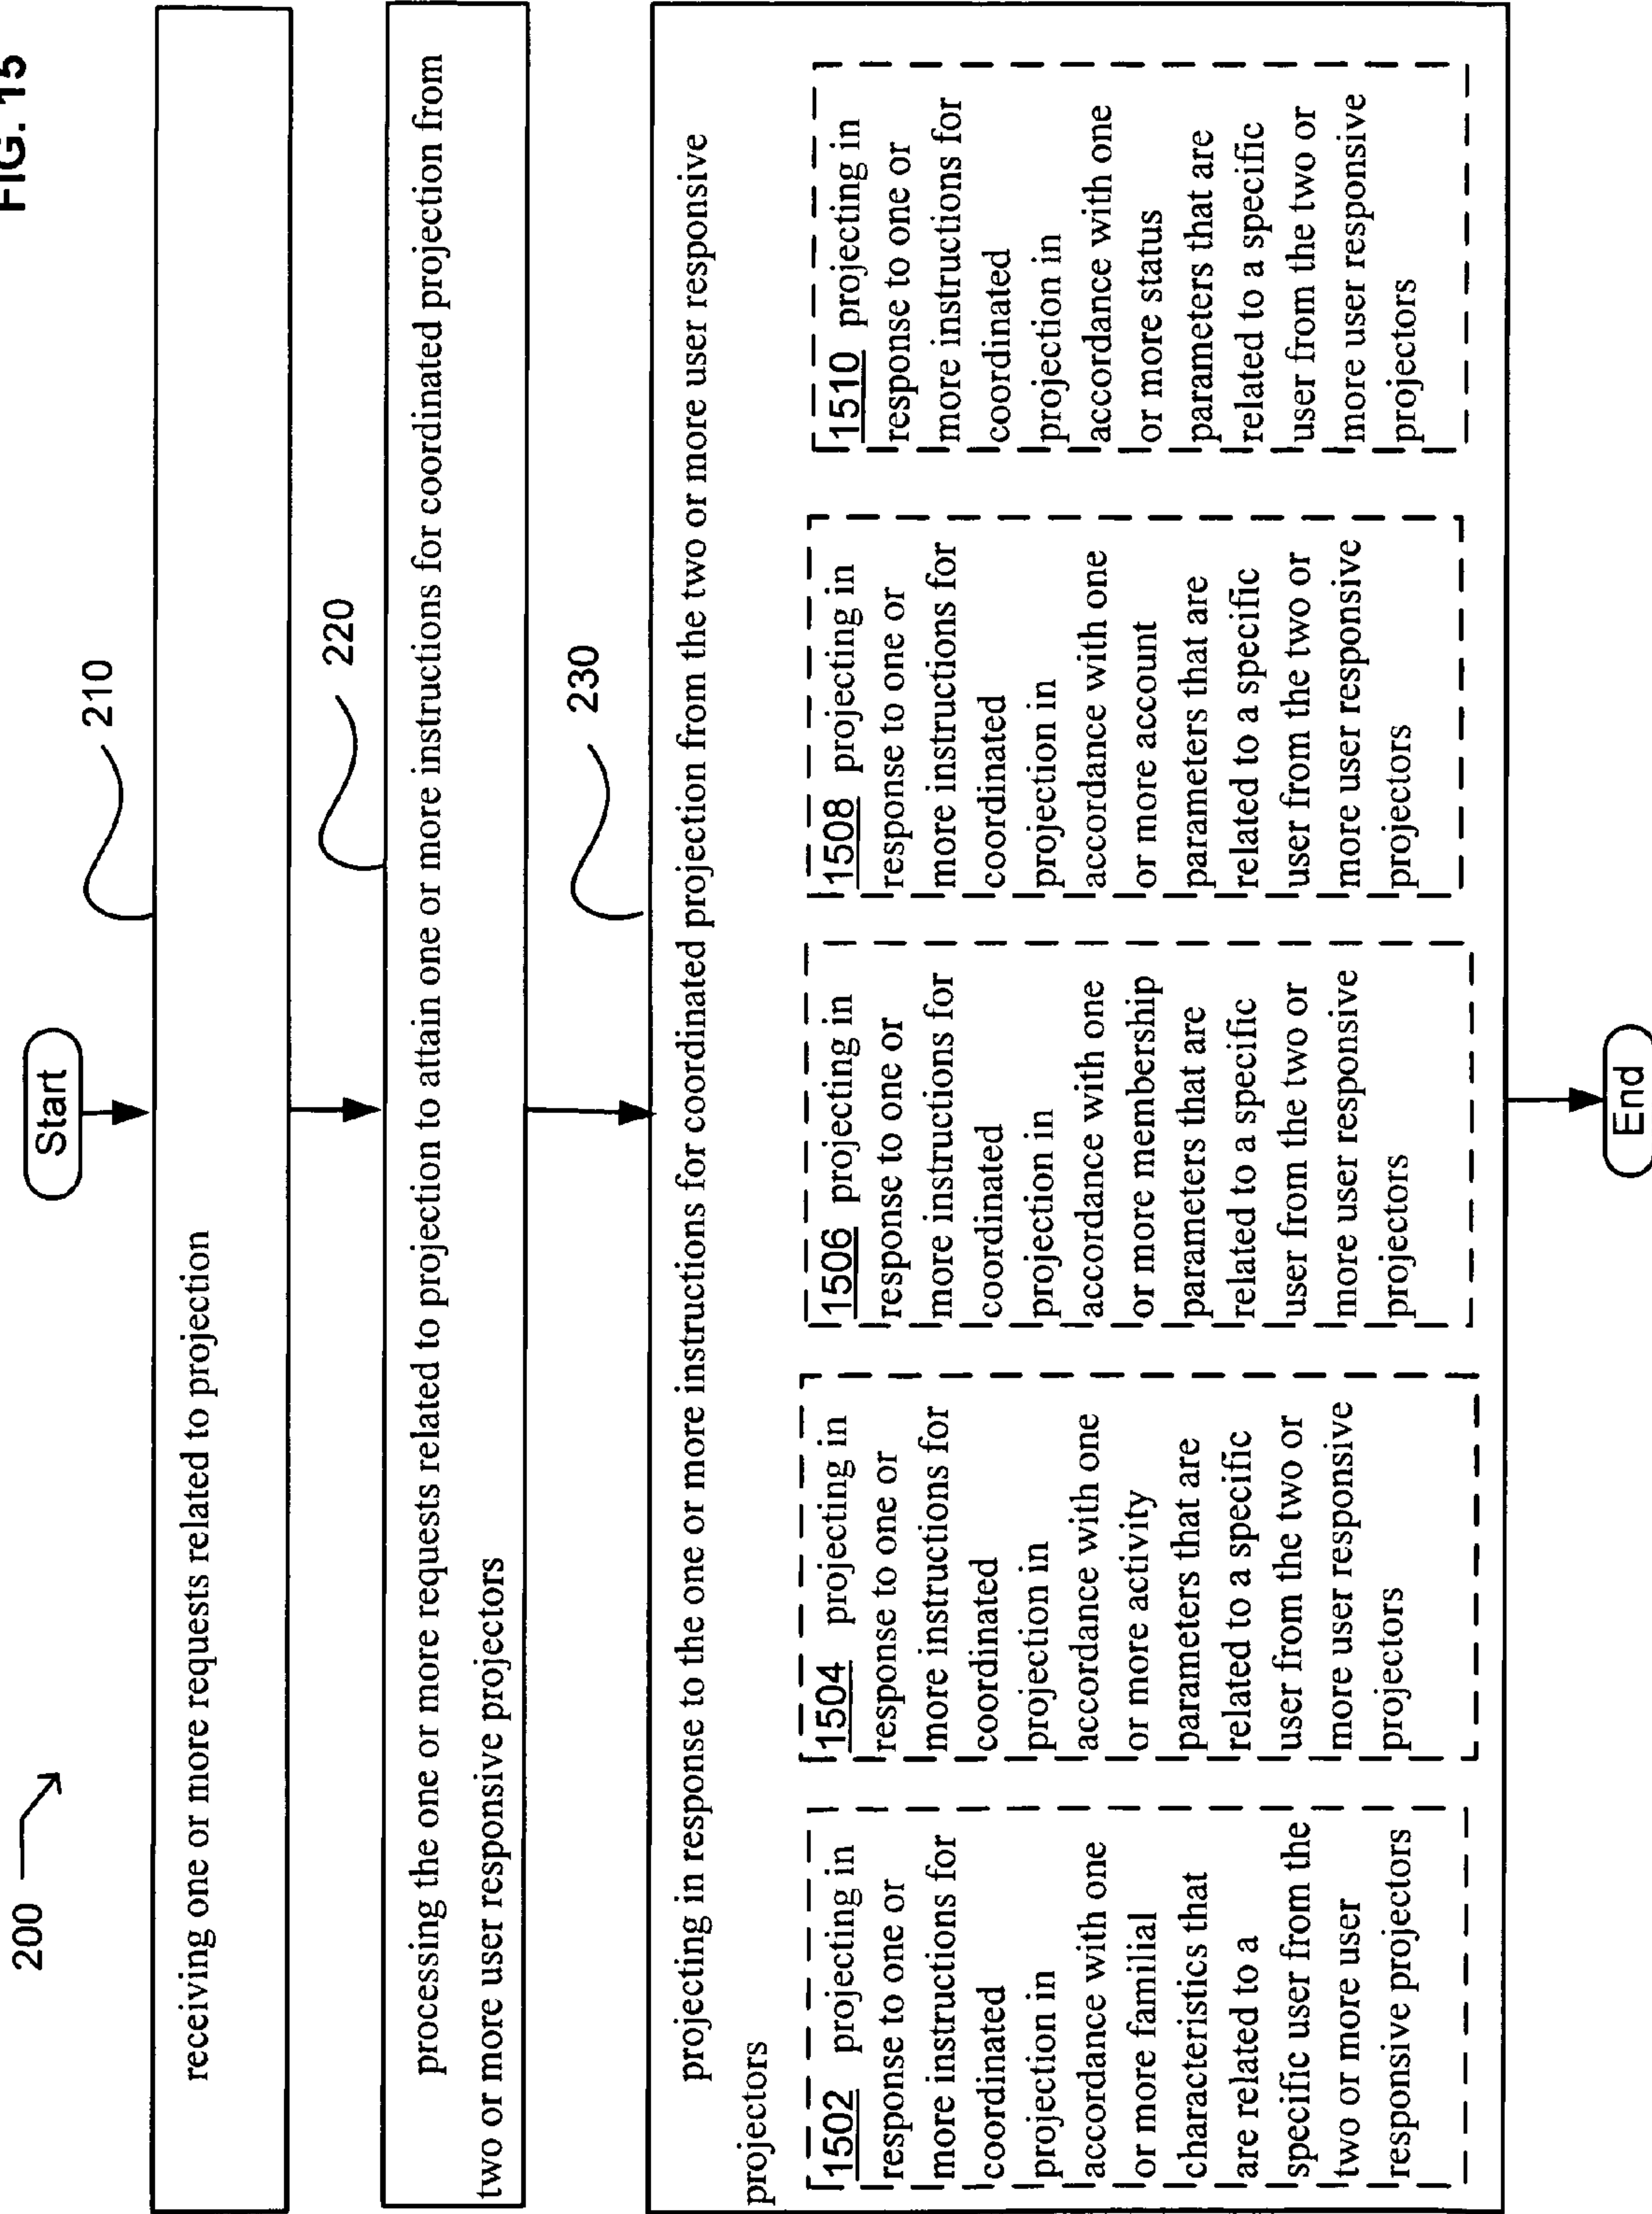 FIG. 15
200
Start
210
receiving one or more requests related to projection
220
processing the one or more requests related to projection to attain one or more instructions for coordinated projection from
two or more user responsive projectors
230
projecting in response to the one or more instructions for coordinated projection from the two or more user responsive
projectors
1502 projecting in
response to one or
more instructions for
coordinated
projection in
accordance with one
or more familial
characteristics that
are related to a
specific user from the
two or more user
responsive projectors
1504 projecting in
response to one or
more instructions for
coordinated
projection in
accordance with one
or more activity
parameters that are
related to a specific
user from the two or
more user responsive
projectors
1506 projecting in
response to one or
more instructions for
coordinated
projection in
accordance with one
or more membership
parameters that are
related to a specific
user from the two or
more user responsive
projectors
1508 projecting in
response to one or
more instructions for
coordinated
projection in
accordance with one
or more account
parameters that are
related to a specific
user from the two or
more user responsive
projectors
1510 projecting in
response to one or
more instructions for
coordinated
projection in
accordance with one
or more status
parameters that are
related to a specific
user from the two or
more user responsive
projectors
End